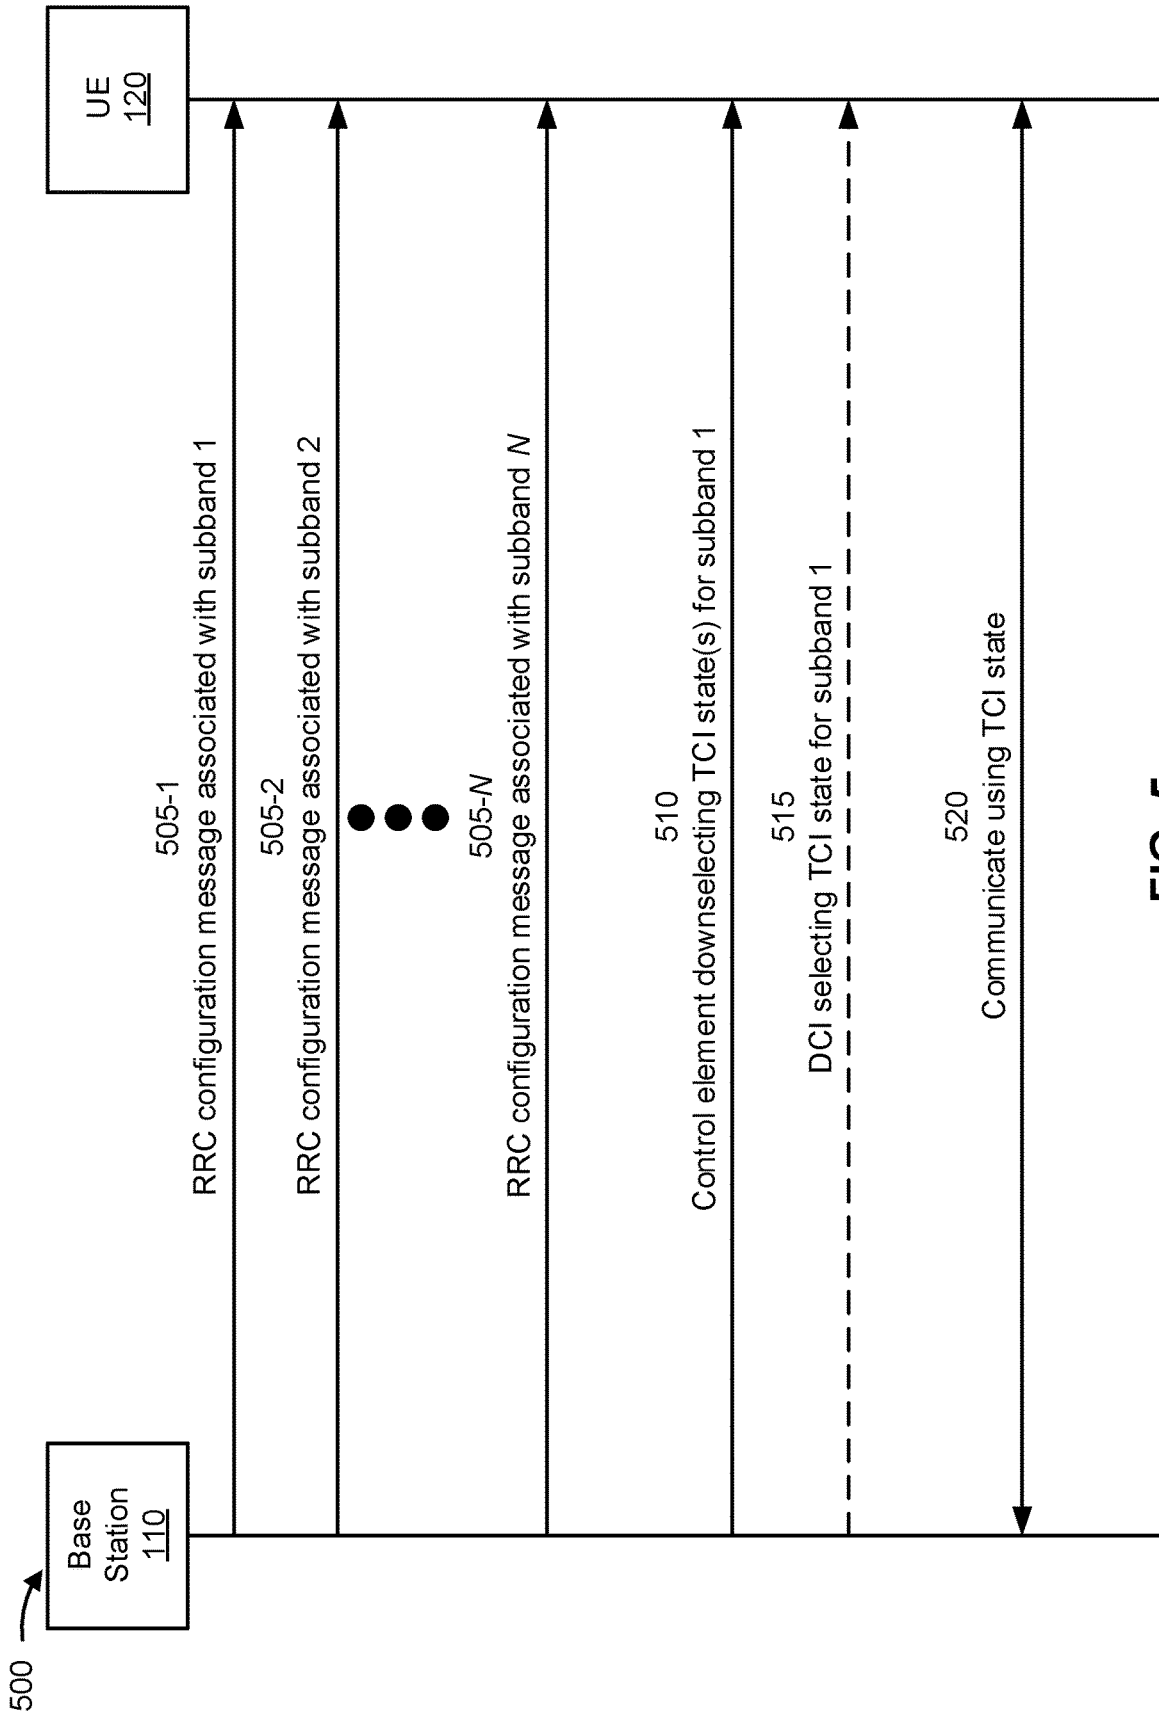 500
Base
Station
110
UE
120
505-1
RRC configuration message associated with subband 1
505-2
RRC configuration message associated with subband 2
505-N
RRC configuration message associated with subband N
510
Control element downselecting TCI state(s) for subband 1
515
DCI selecting TCI state for subband 1
520
Communicate using TCI state